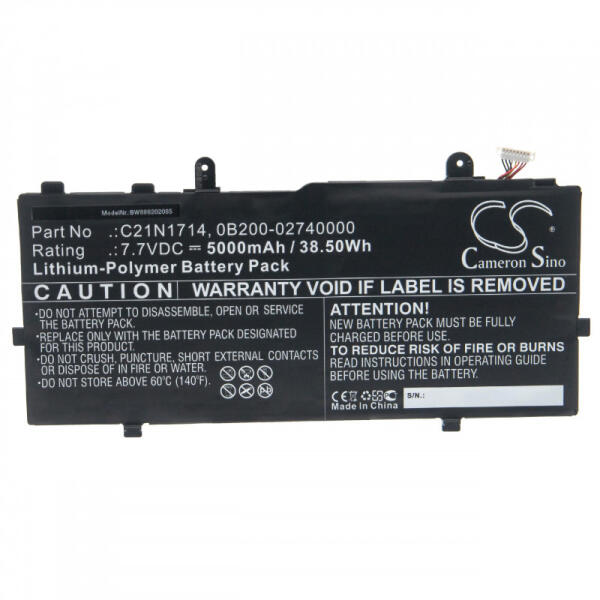 ModelNr. BW888202085
Part No :.: C21N1714, 0B200-02740000
Rating :.: 7.7VDC ⎓ 5000mAh / 38.50Wh
Lithium-Polymer Battery Pack
CS
Cameron Sino
CAUTION WARRANTY VOID IF LABEL IS REMOVED
•DO NOT ATTEMPT TO DISASSEMBLE, OPEN OR SERVICE
THE BATTERY PACK.
•REPLACE ONLY WITH THE BATTERY PACK DESIGNATED
FOR THIS PRODUCT.
•DO NOT CRUSH, PUNCTURE, SHORT EXTERNAL CONTACTS
OR DISPOSE OF IN FIRE OR WATER.
•DO NOT STORE ABOVE 60°C (140°F).
ATTENTION:
NEW BATTERY PACK MUST BE FULLY
CHARGED BEFORE USE.
TO REDUCE RISK OF FIRE OR BURNS
READ INSTRUCTIONS IN MANUAL BEFORE
USING THE BATTERY.
CE
Made In China
S/N.: